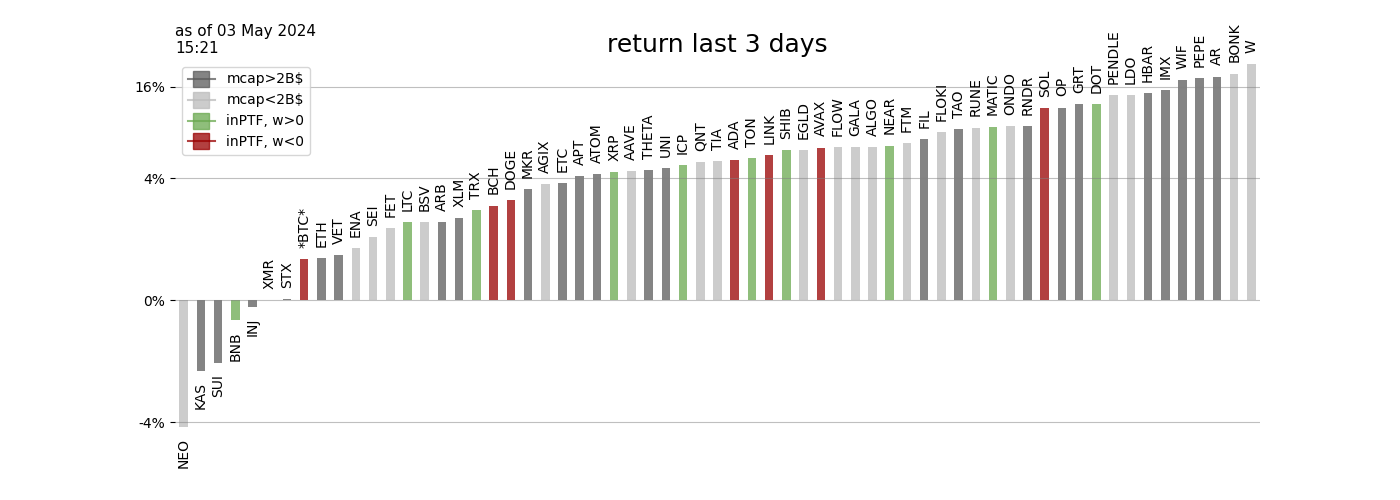 as of 03 May 2024
15:21
return last 3 days
mcap>2B$
mcap<2B$
inPTF, w>0
inPTF, w<0
16%
4%
0%
-4%
NEO
KAS
SUI
BNB
INJ
XMR
STX
*BTC*
ETH
VET
ENA
SEI
FET
LTC
BSV
ARB
XLM
TRX
BCH
DOGE
MKR
AGIX
ETC
APT
ATOM
XRP
AAVE
THETA
UNI
ICP
QNT
TIA
ADA
TON
LINK
SHIB
EGLD
AVAX
FLOW
GALA
ALGO
NEAR
FTM
FIL
FLOKI
TAO
RUNE
MATIC
ONDO
RNDR
SOL
OP
GRT
DOT
PENDLE
LDO
HBAR
IMX
WIF
PEPE
AR
BONK
W